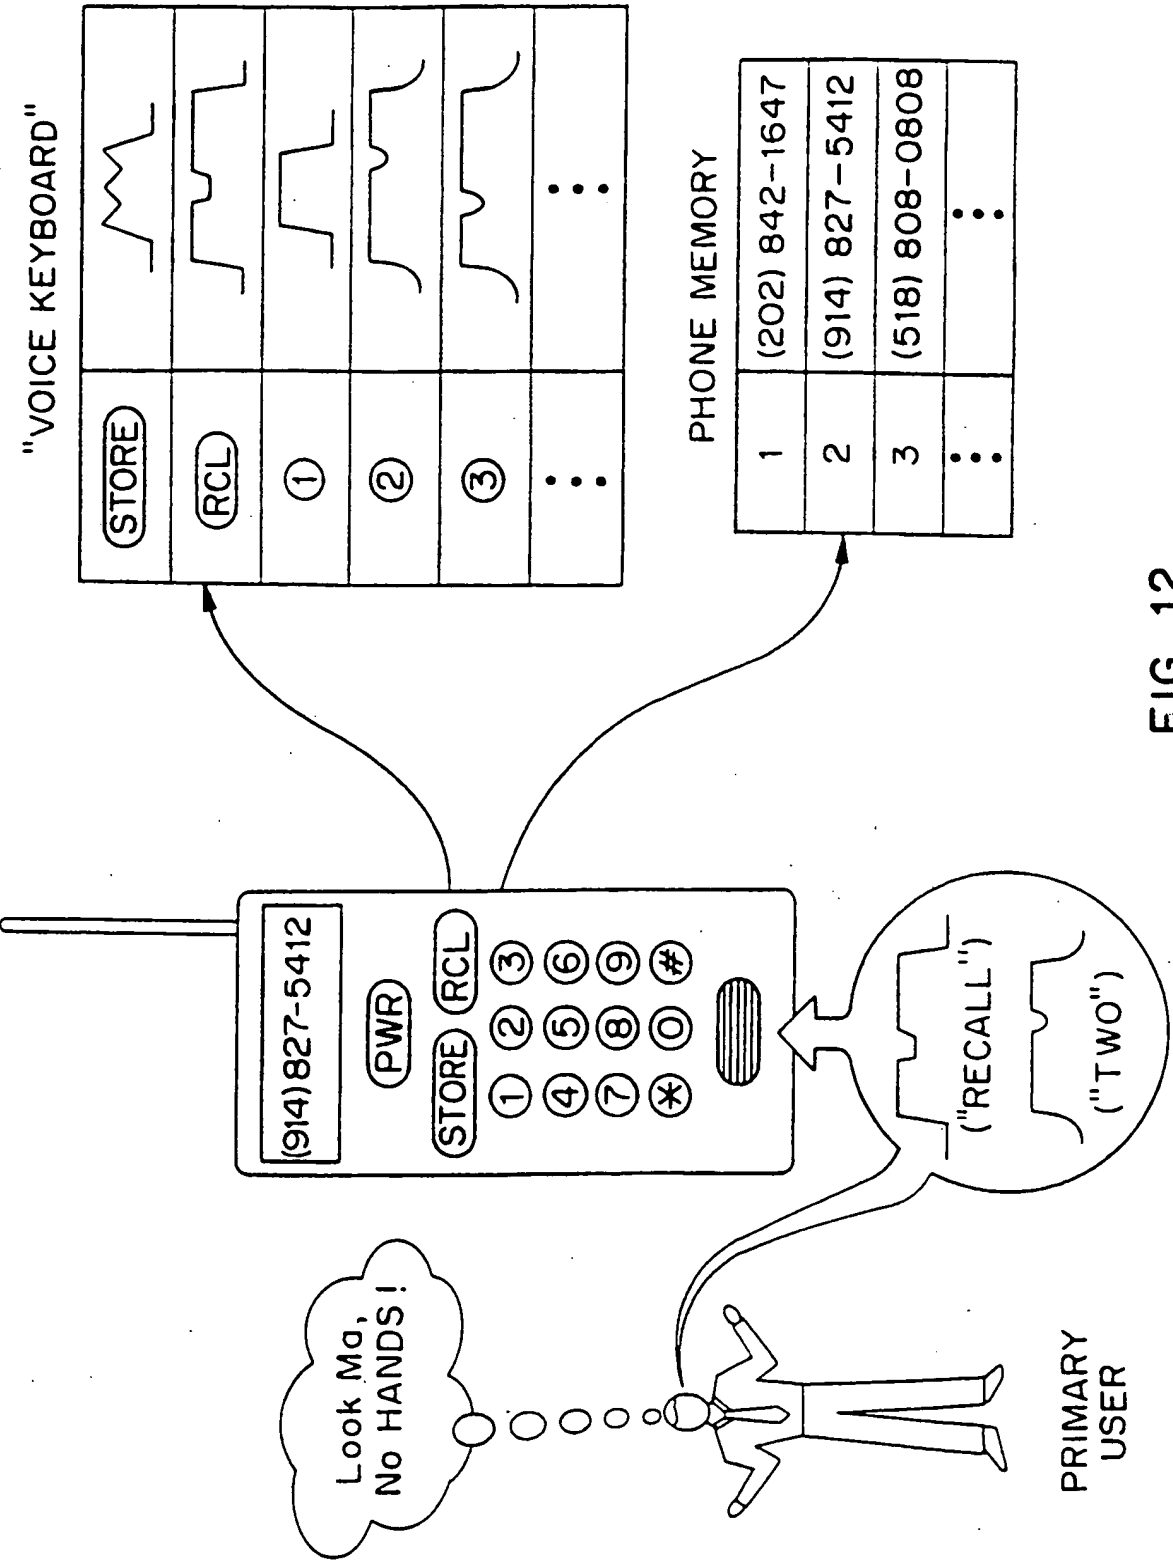 "VOICE KEYBOARD"
STORE
RCL
1
2
3
PHONE MEMORY
1 (202) 842-1647
2 (914) 827-5412
3 (518) 808-0808
(914)827-5412
PWR
STORE RCL
1 2 3
4 5 6
7 8 9
* 0 #
Look Ma,
No HANDS!
("RECALL")
("TWO")
PRIMARY
USER
FIG. 12